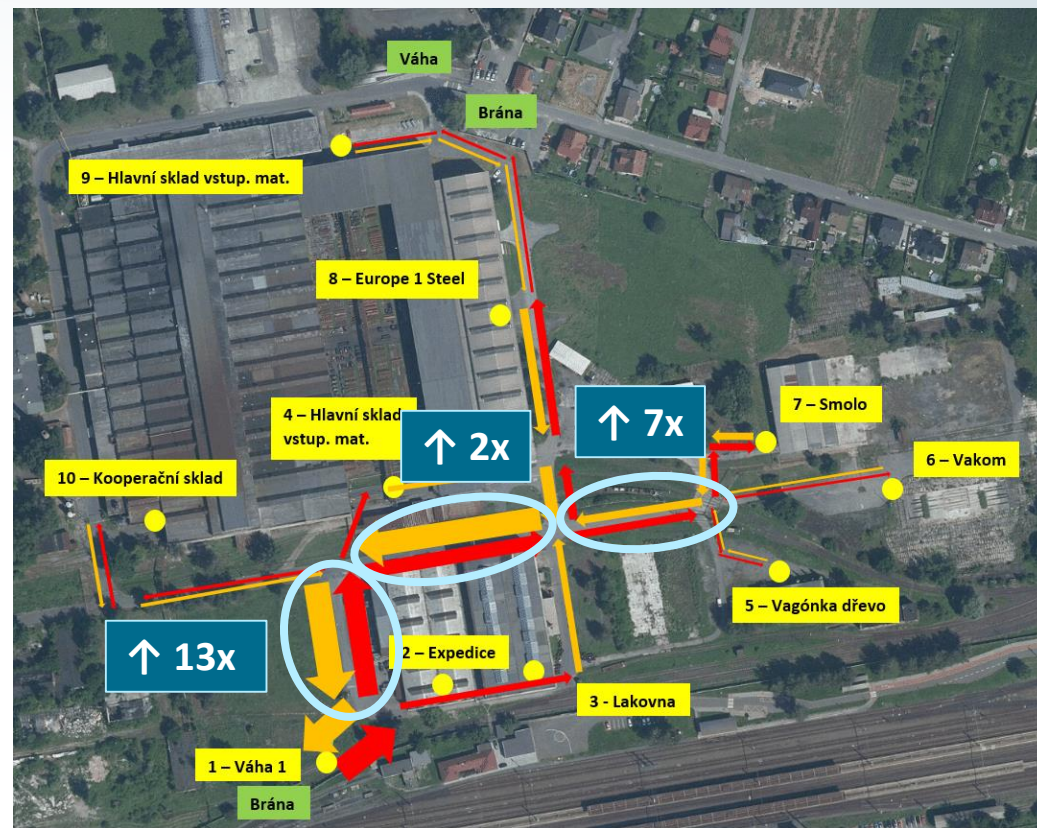 Váha
Brána
9 – Hlavní sklad vstup. mat.
8 – Europe 1 Steel
4 – Hlavní sklad
vstup. mat.
↑ 2x
↑ 7x
7 – Smolo
6 – Vakom
10 – Kooperační sklad
5 – Vagónka dřevo
↑ 13x
2 – Expedice
3 - Lakovna
1 – Váha 1
Brána